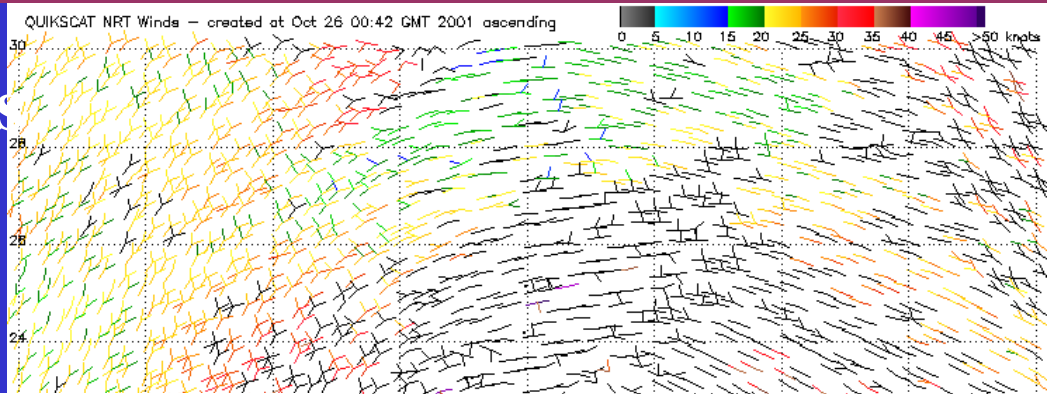 QUIKSCAT NRT Winds – created at Oct 26 00:42 GMT 2001 ascending
0 5 10 15 20 25 30 35 40 45 >50 knots
30
S
28
26
24